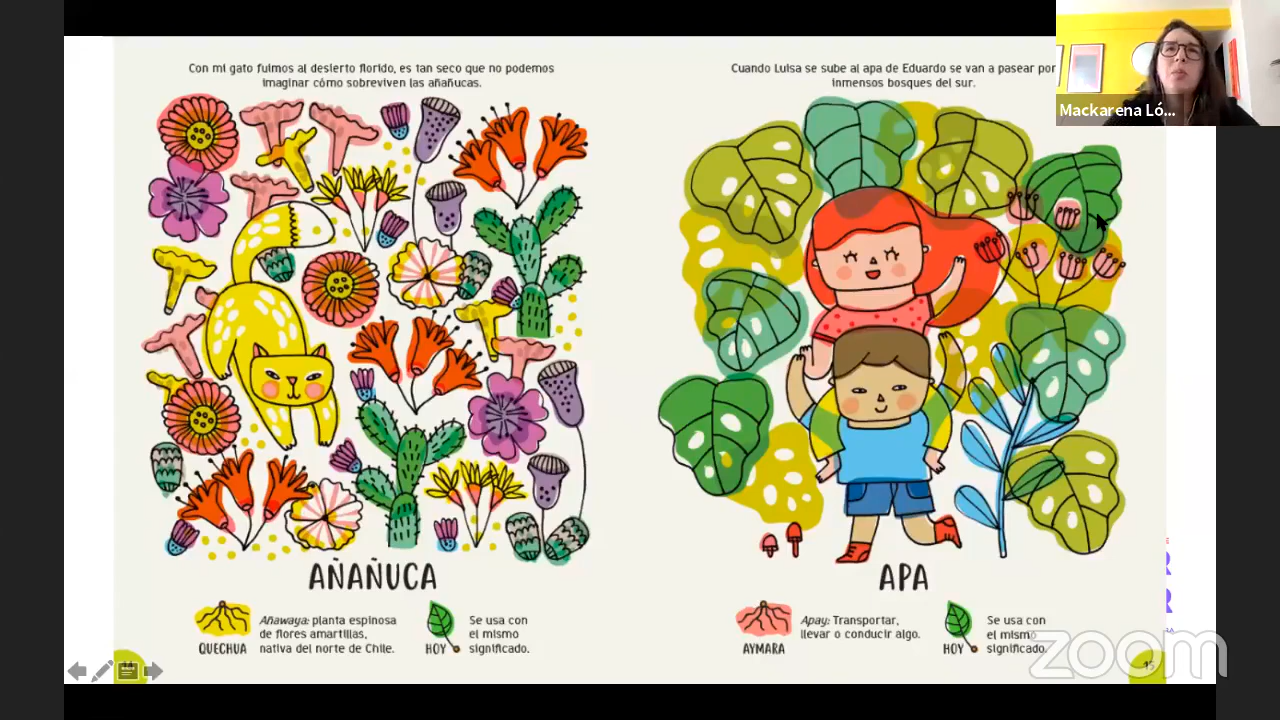 Con mi gato fuimos al desierto florido, es tan seco que no podemos
imaginar cómo sobreviven las añañucas.
AÑAÑUCA
QUECHUA
Añawaya: planta espinosa
de flores amartillas,
nativa del norte de Chile.
HOY
Se usa con
el mismo
significado.
Cuando Luisa se sube al apa de Eduardo se van a pasear por
inmensos bosques del sur.
APA
AYMARA
Apay: Transportar,
llevar o conducir algo.
HOY
Se usa con
el mismo
significado.
15
Mackarena Ló...
zoom